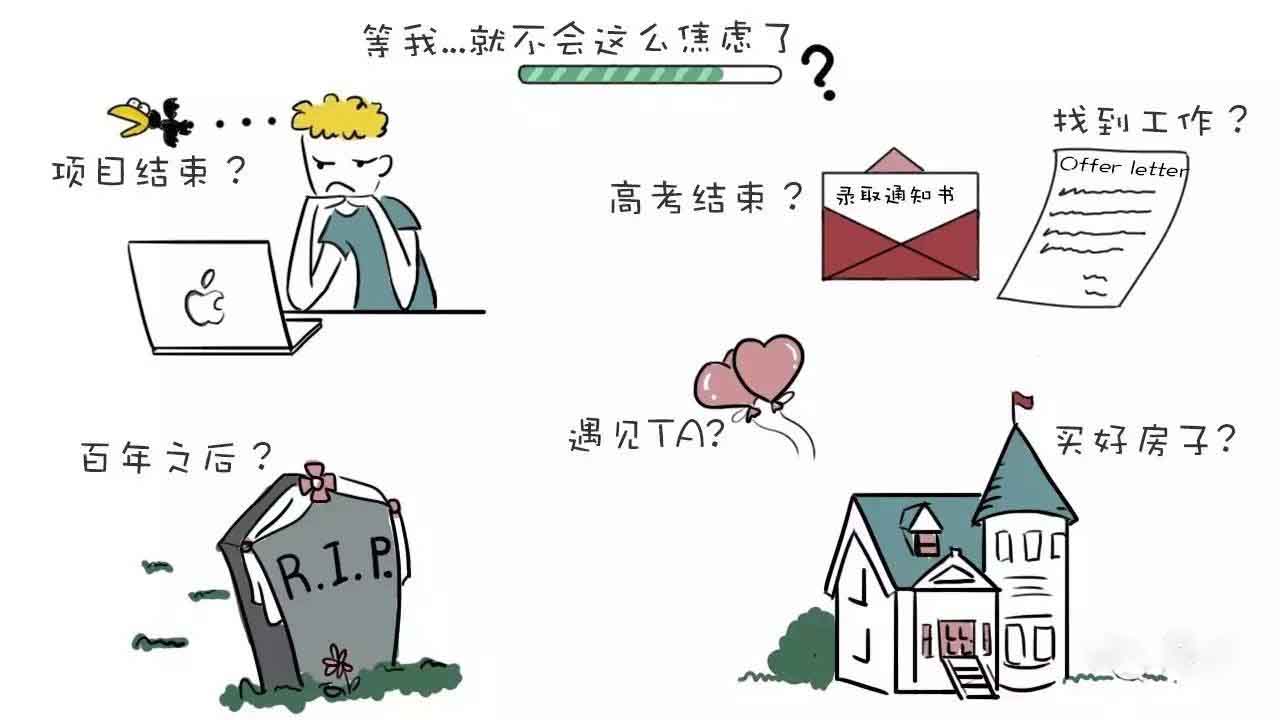 等我...就不会这么焦虑了
?
找到工作？
Offer letter
项目结束？
高考结束？
录取通知书
遇见TA?
买好房子?
百年之后？
R.I.P.